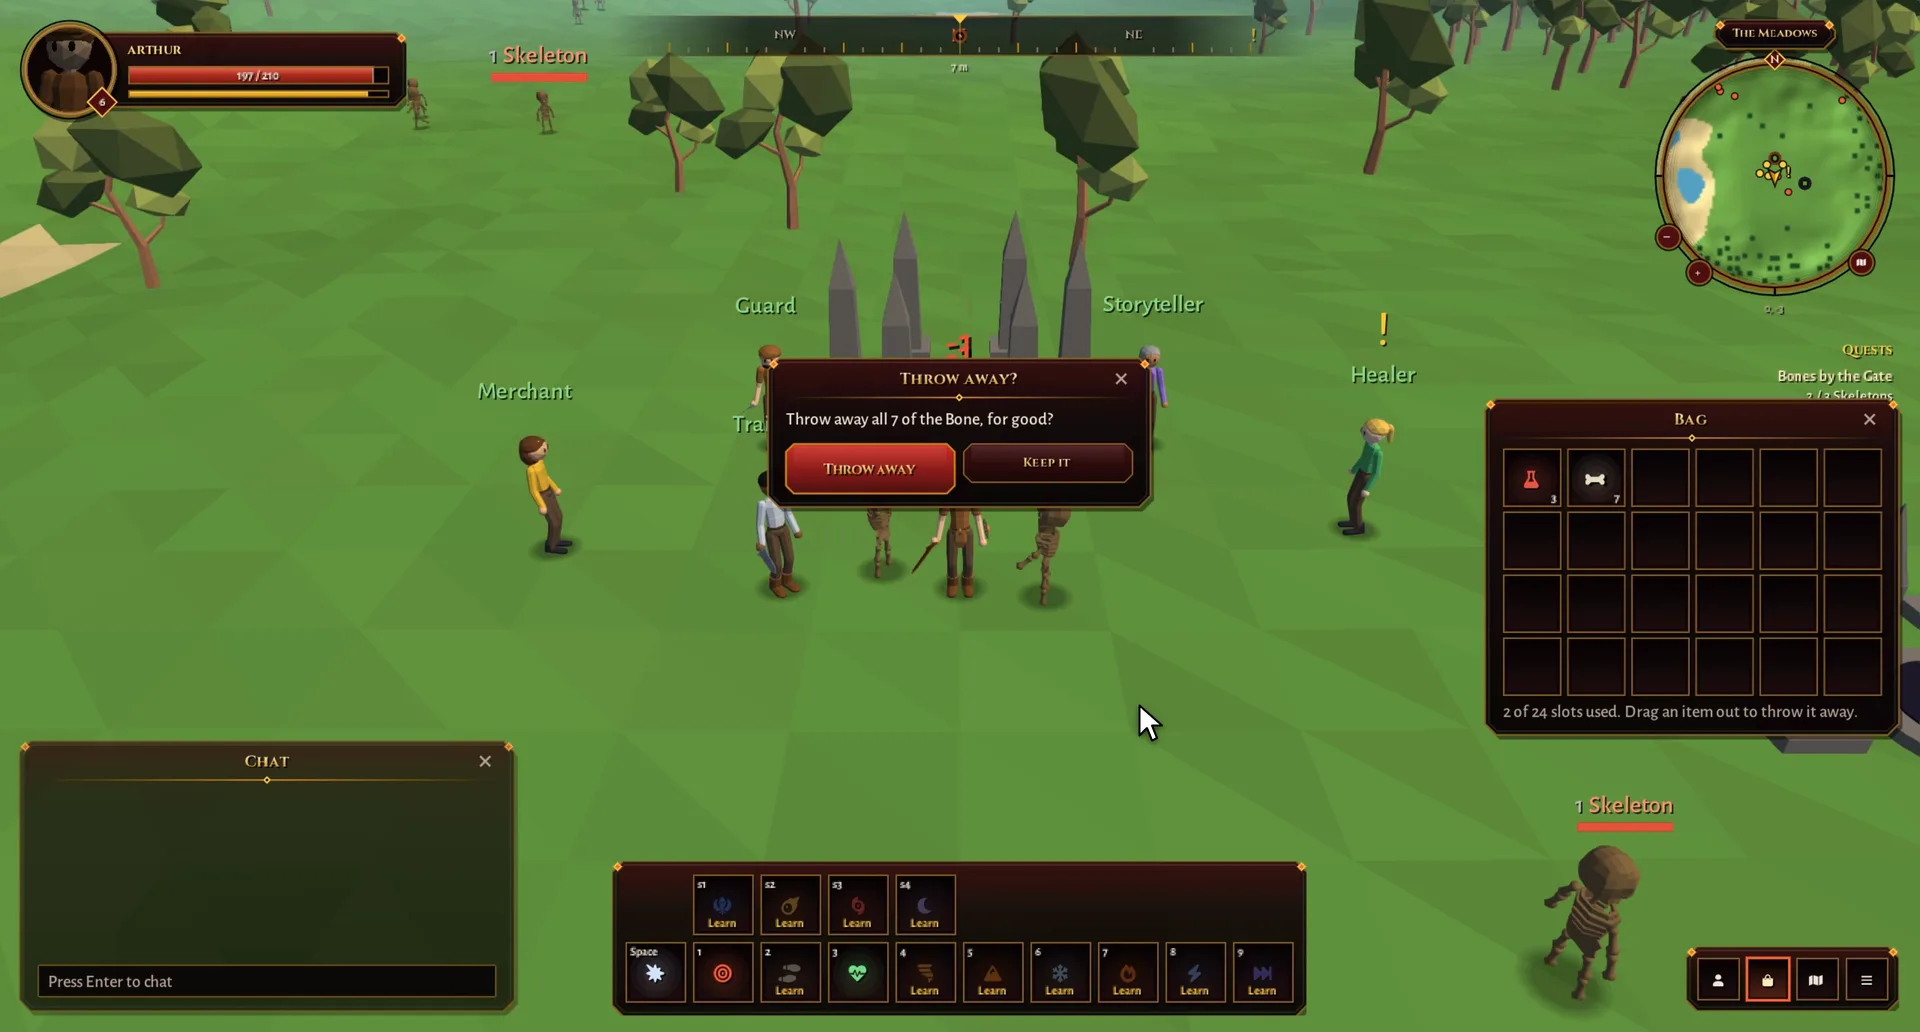 ARTHUR
197 / 210
6
1 Skeleton
NW
NE
!
7 m
THE MEADOWS
N
Guard
Storyteller
!
Merchant
Healer
QUESTS
Bones by the Gate
THROW AWAY?
Throw away all 7 of the Bone, for good?
THROW AWAY
KEEP IT
BAG
3
7
2 of 24 slots used. Drag an item out to throw it away.
CHAT
Press Enter to chat
1 Skeleton
S1
Learn
S2
Learn
S3
Learn
S4
Learn
Space
1
2
Learn
3
4
Learn
5
Learn
6
Learn
7
Learn
8
Learn
9
Learn